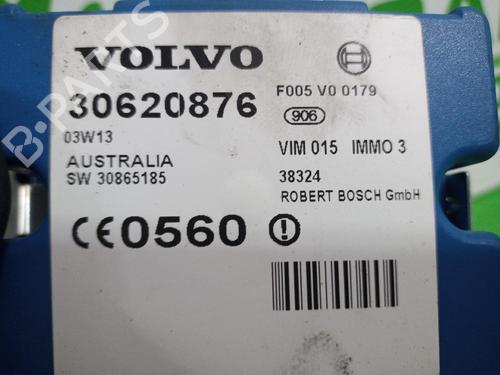 VOLVO
F005 V0 0179
30620876
906
03W13
VIM 015 IMMO 3
AUSTRALIA
SW 30865185
38324
ROBERT BOSCH GmbH
CE0560
B-PARTS